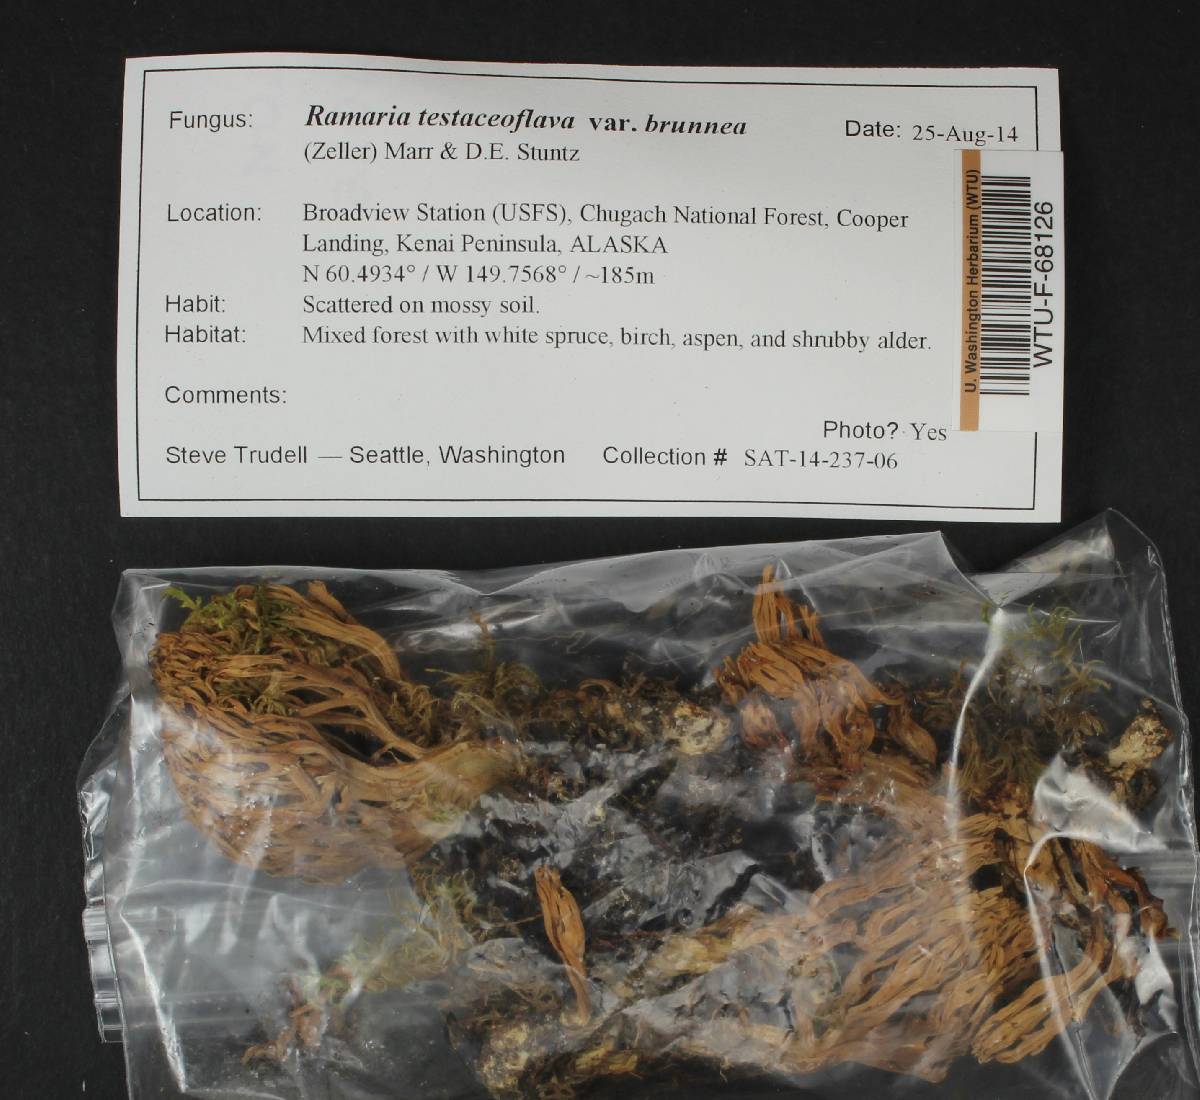 Fungus: Ramaria testaceoflava var. brunnea Date: 25-Aug-14
(Zeller) Marr & D.E. Stuntz
Location: Broadview Station (USFS), Chugach National Forest, Cooper
Landing, Kenai Peninsula, ALASKA
N 60.4934° / W 149.7568° / ~185m
Habit: Scattered on mossy soil.
Habitat: Mixed forest with white spruce, birch, aspen, and shrubby alder.
Comments:
Photo? Yes
Steve Trudell — Seattle, Washington Collection # SAT-14-237-06
U. Washington Herbarium (WTU)
WTU-F-68126